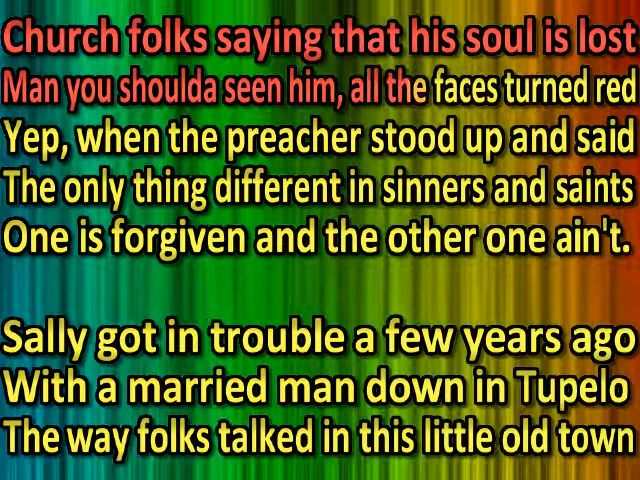 Church folks saying that his soul is lost
Man you shoulda seen him, all the faces turned red
Yep, when the preacher stood up and said
The only thing different in sinners and saints
One is forgiven and the other one ain't.
Sally got in trouble a few years ago
With a married man down in Tupelo
The way folks talked in this little old town